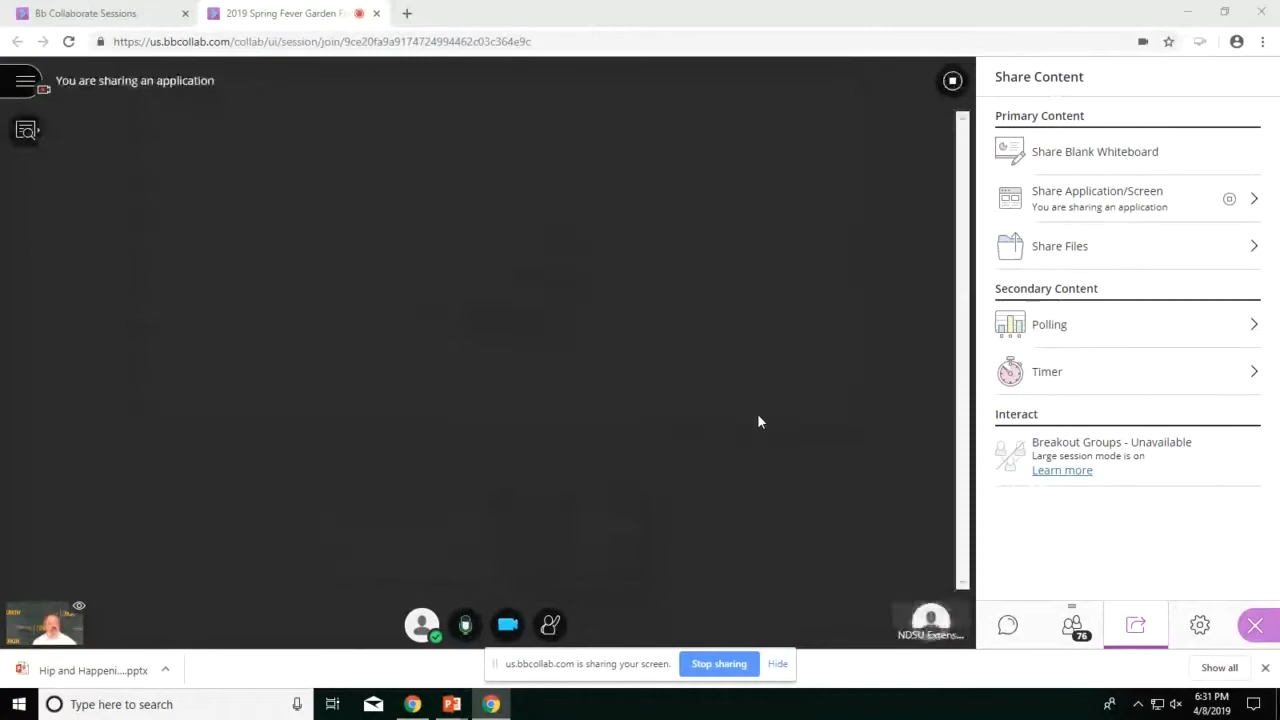 Bb Collaborate Sessions
2019 Spring Fever Garden F
https://us.bbcollab.com/collab/ui/session/join/9ce20fa9a9174724994462c03c364e9c
You are sharing an application
Share Content
Primary Content
Share Blank Whiteboard
Share Application/Screen
You are sharing an application
Share Files
Secondary Content
Polling
Timer
Interact
Breakout Groups - Unavailable
Large session mode is on
Learn more
NDSU Extens...
76
us.bbcollab.com is sharing your screen.
Stop sharing
Hide
Hip and Happeni....pptx
Show all
Type here to search
6:31 PM
4/8/2019